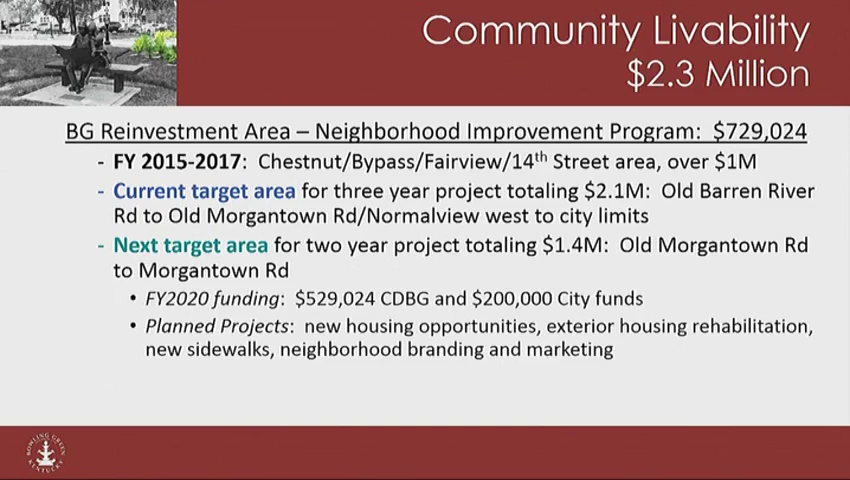 Community Livability
$2.3 Million
BG Reinvestment Area – Neighborhood Improvement Program: $729,024
- FY 2015-2017: Chestnut/Bypass/Fairview/14th Street area, over $1M
- Current target area for three year project totaling $2.1M: Old Barren River
Rd to Old Morgantown Rd/Normalview west to city limits
- Next target area for two year project totaling $1.4M: Old Morgantown Rd
to Morgantown Rd
• FY2020 funding: $529,024 CDBG and $200,000 City funds
• Planned Projects: new housing opportunities, exterior housing rehabilitation,
new sidewalks, neighborhood branding and marketing
BOWLING GREEN
KENTUCKY